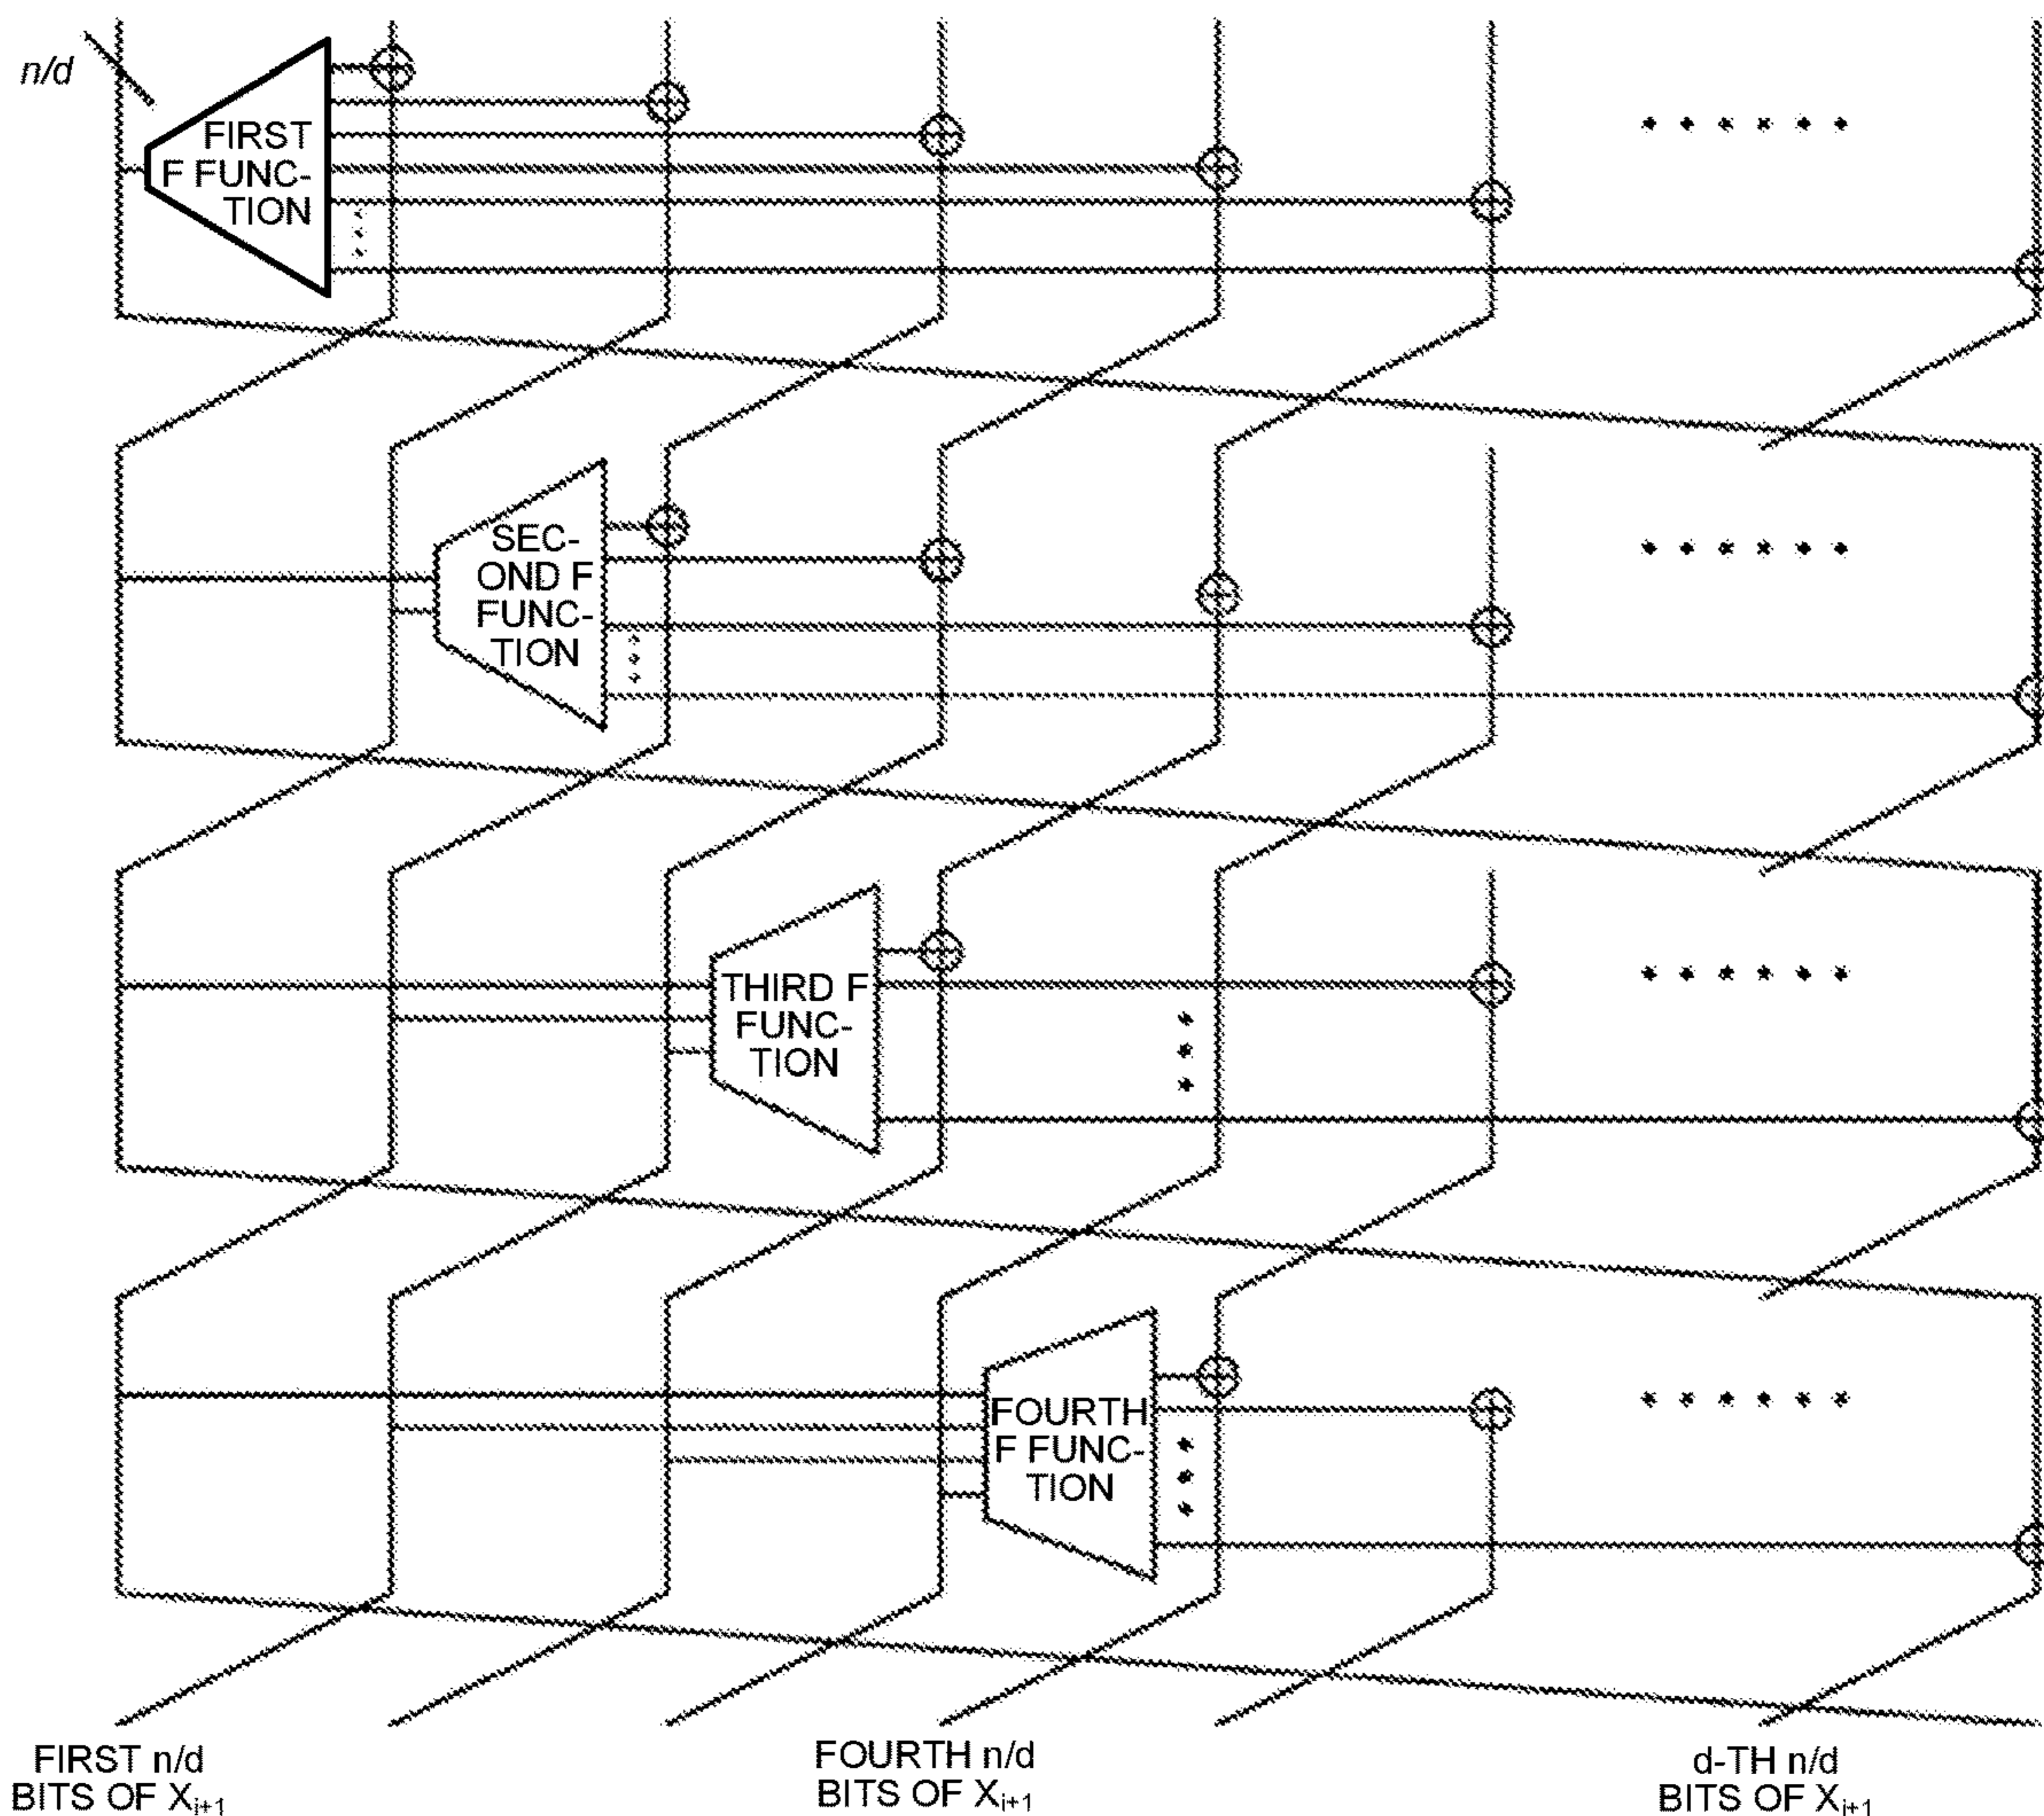 n/d
FIRST
F FUNC-
TION
SEC-
OND F
FUNC-
TION
THIRD F
FUNC-
TION
FOURTH
F FUNC-
TION
FIRST n/d
BITS OF Xi+1
FOURTH n/d
BITS OF Xi+1
d-TH n/d
BITS OF Xi+1